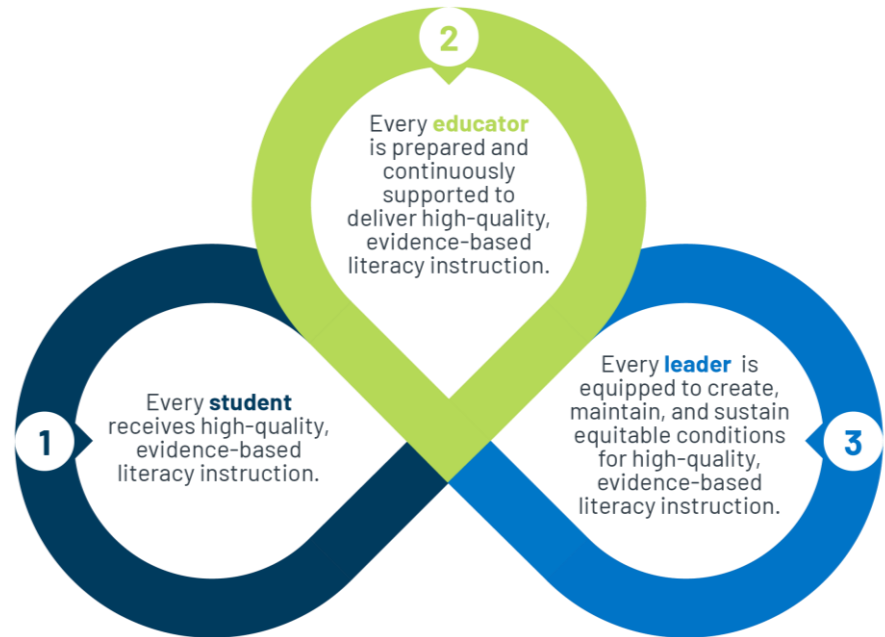 1
Every student
receives high-quality,
evidence-based
literacy instruction.
2
Every educator
is prepared and
continuously
supported to
deliver high-quality,
evidence-based
literacy instruction.
3
Every leader is
equipped to create,
maintain, and sustain
equitable conditions
for high-quality,
evidence-based
literacy instruction.